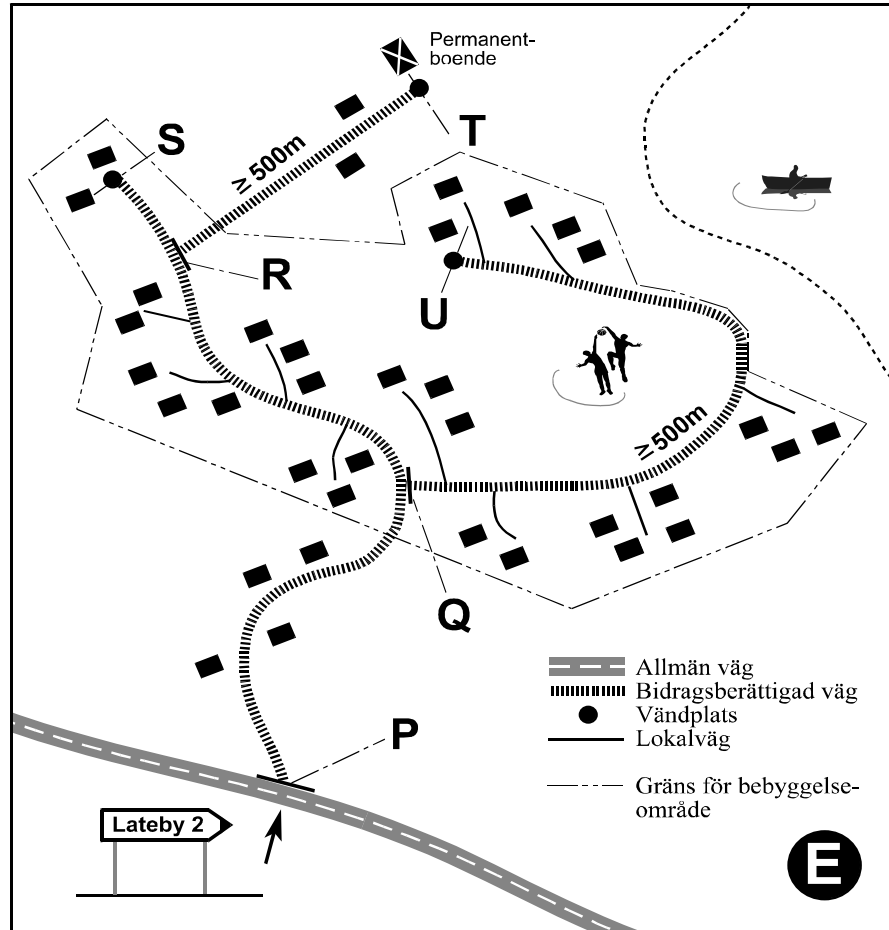 Permanent-
boende
T
S
≥ 500m
R
U
≥500m
Q
P
Allmän väg
Bidragsberättigad väg
Vändplats
Lokalväg
Gräns för bebyggelse-
område
Lateby 2
E